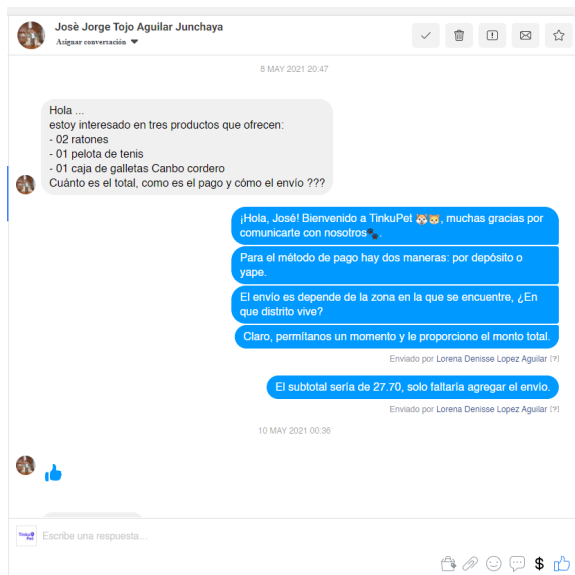 Josè Jorge Tojo Aguilar Junchaya
Asignar conversación
8 MAY 2021 20:47
Hola ...
estoy interesado en tres productos que ofrecen:
- 02 ratones
- 01 pelota de tenis
- 01 caja de galletas Canbo cordero
Cuánto es el total, como es el pago y cómo el envío ???
¡Hola, José! Bienvenido a TinkuPet 🐶🐱, muchas gracias por
comunicarte con nosotros🐾.
Para el método de pago hay dos maneras: por depósito o
yape.
El envío es depende de la zona en la que se encuentre, ¿En
que distrito vive?
Claro, permítanos un momento y le proporciono el monto total.
Enviado por Lorena Denisse Lopez Aguilar [?]
El subtotal sería de 27.70, solo faltaría agregar el envío.
Enviado por Lorena Denisse Lopez Aguilar [?]
10 MAY 2021 00:36
Tinku Pet
Escribe una respuesta...